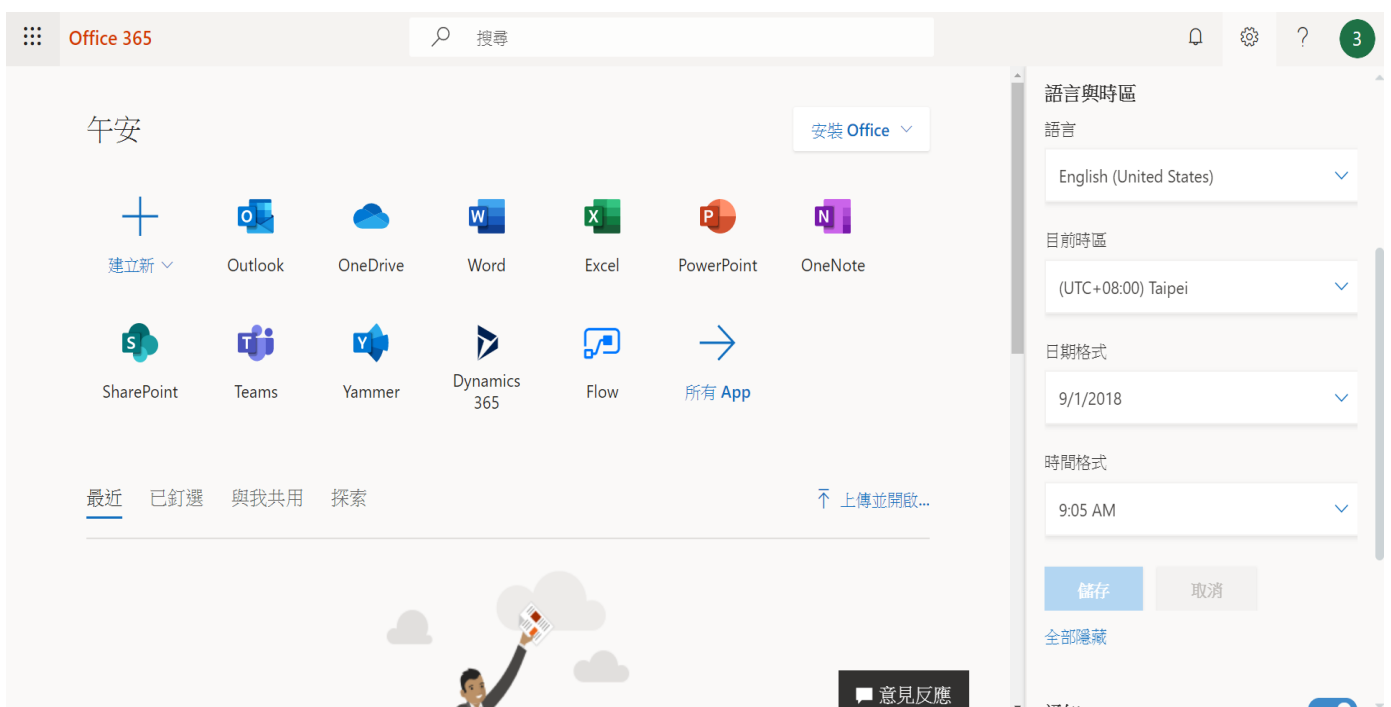 Office 365
搜尋
3
午安
安裝 Office
建立新
Outlook
OneDrive
Word
Excel
PowerPoint
OneNote
SharePoint
Teams
Yammer
Dynamics
365
Flow
所有 App
最近
已釘選
與我共用
探索
上傳並開啟...
意見反應
語言與時區
語言
English (United States)
目前時區
(UTC+08:00) Taipei
日期格式
9/1/2018
時間格式
9:05 AM
儲存
取消
全部隱藏